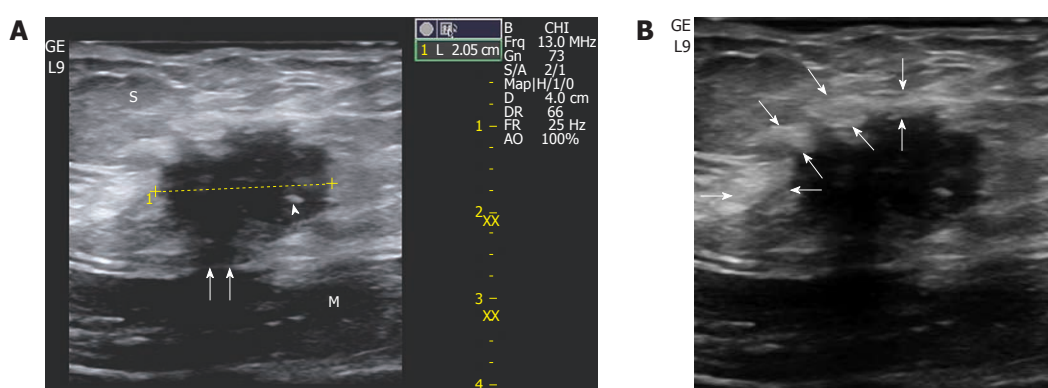 A
GE
L9
S
1
M
1 L 2.05 cm
B CHI
Frq 13.0 MHz
Gn 73
S/A 2/1
Map H/1/0
D 4.0 cm
DR 66
FR 25 Hz
AO 100%
1
2
XX
3
XX
4
B
GE
L9